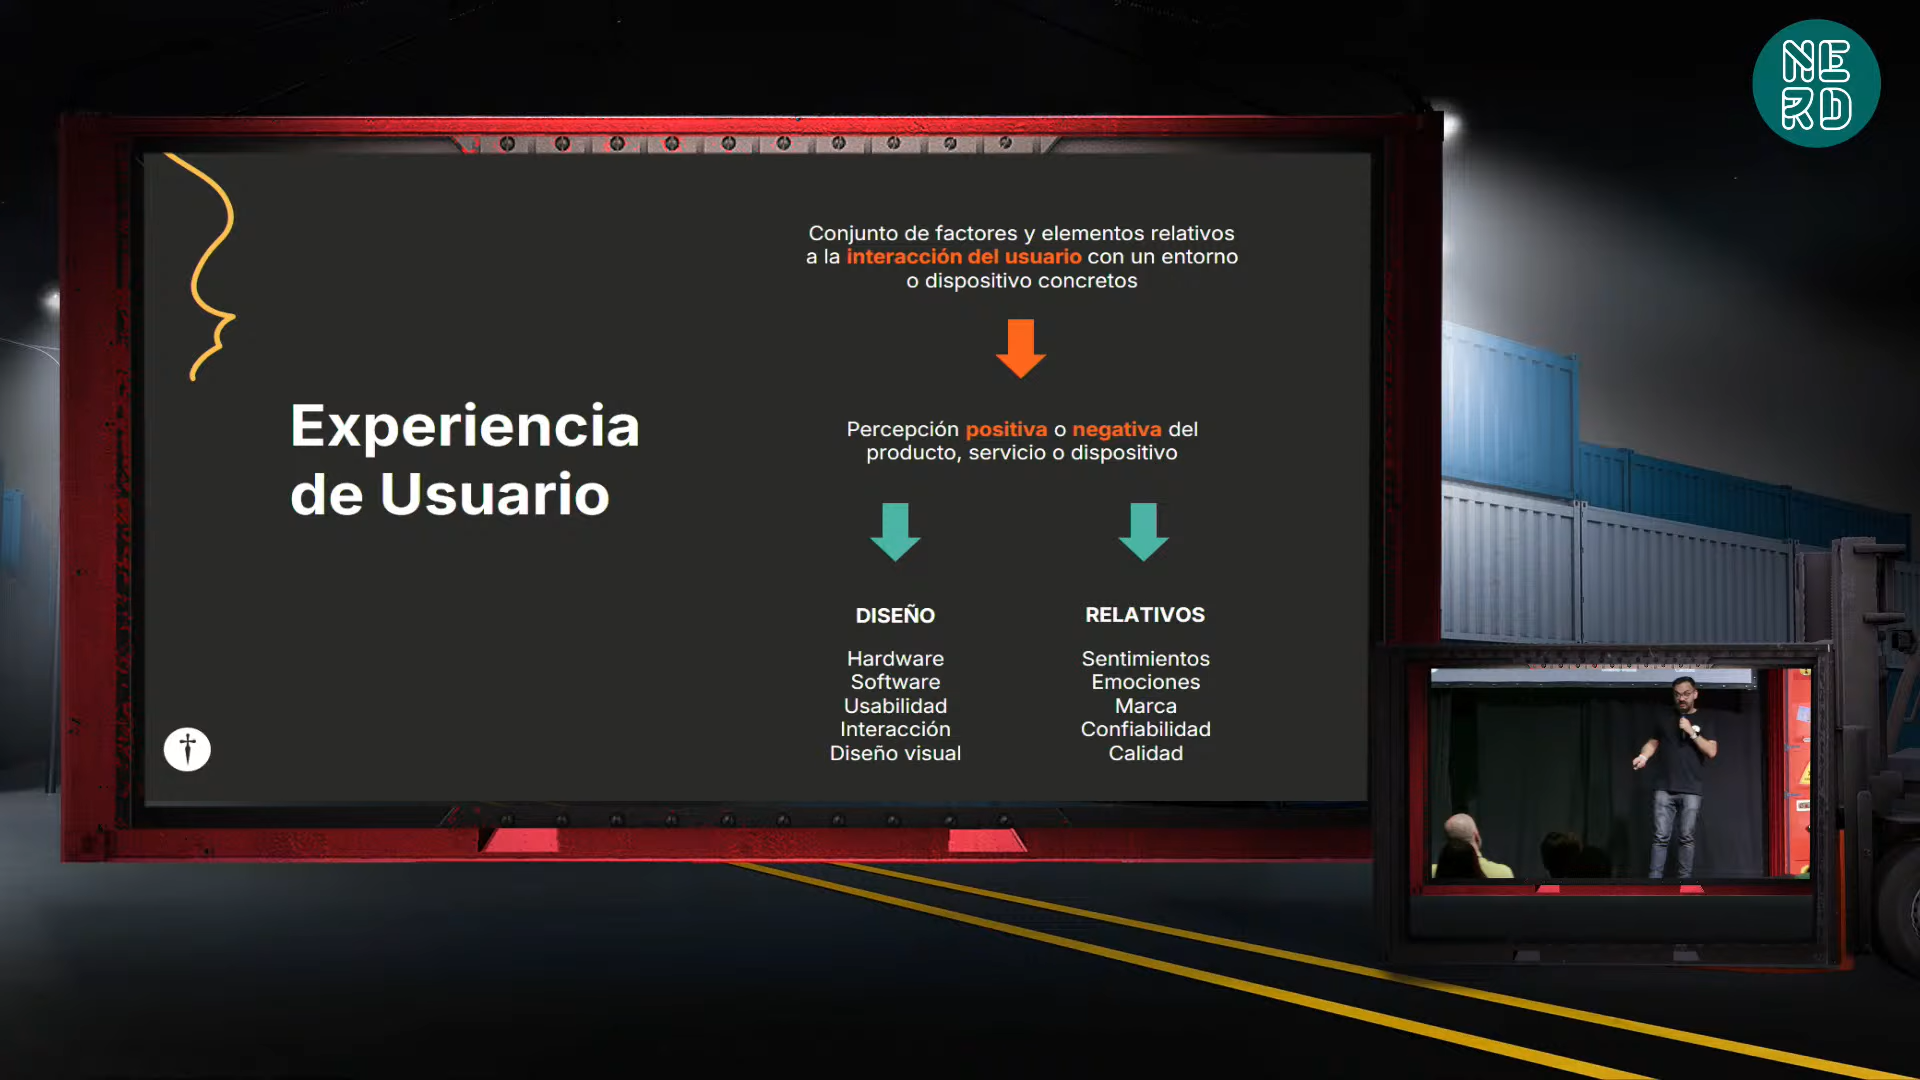 NE
RD
Experiencia
de Usuario
Conjunto de factores y elementos relativos
a la interacción del usuario con un entorno
o dispositivo concretos
Percepción positiva o negativa del
producto, servicio o dispositivo
DISEÑO
Hardware
Software
Usabilidad
Interacción
Diseño visual
RELATIVOS
Sentimientos
Emociones
Marca
Confiabilidad
Calidad